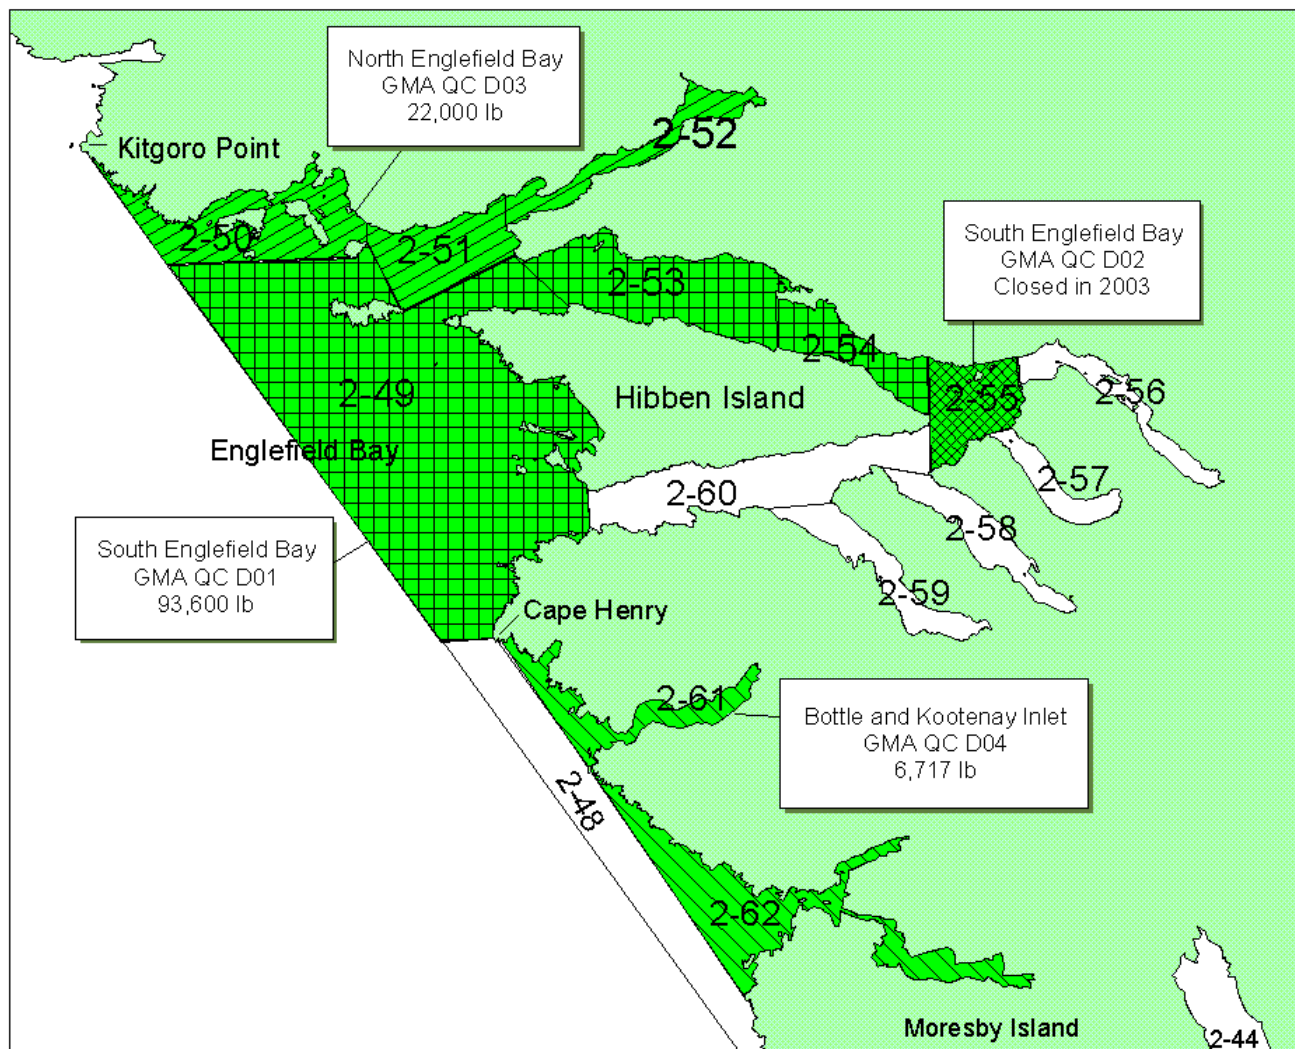 North Englefield Bay
GMA QC D03
22,000 lb
2-52
Kitgoro Point
2-50
2-51
South Englefield Bay
GMA QC D02
Closed in 2003
2-53
2-54
2-49
Hibben Island
2-55
2-56
Englefield Bay
2-60
2-57
2-58
South Englefield Bay
GMA QC D01
93,600 lb
2-59
Cape Henry
2-61
Bottle and Kootenay Inlet
GMA QC D04
6,717 lb
2-48
2-62
Moresby Island
2-44